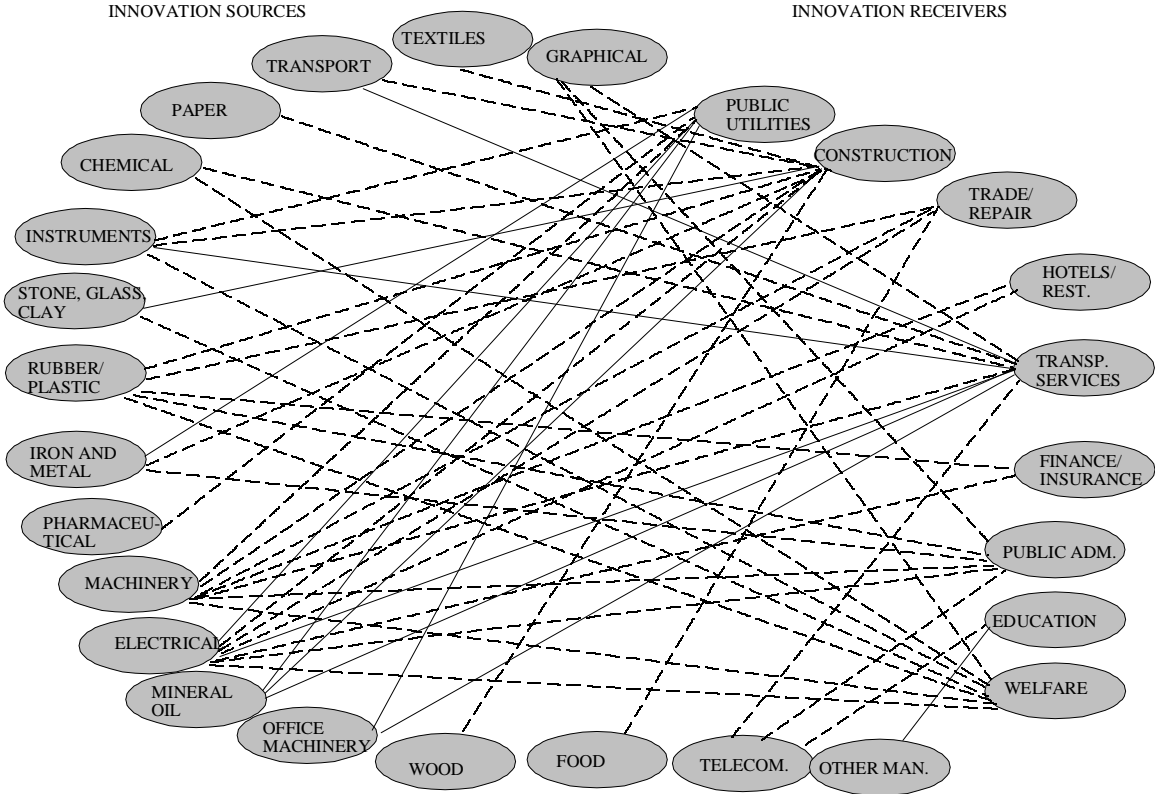 INNOVATION SOURCES
INNOVATION RECEIVERS
TEXTILES
GRAPHICAL
TRANSPORT
PAPER
PUBLIC
UTILITIES
CHEMICAL
CONSTRUCTION
TRADE/
REPAIR
INSTRUMENTS
HOTELS/
REST.
STONE, GLASS,
CLAY
RUBBER/
PLASTIC
TRANSP.
SERVICES
IRON AND
METAL
FINANCE/
INSURANCE
PHARMACEU-
TICAL
PUBLIC ADM.
MACHINERY
EDUCATION
ELECTRICAL
WELFARE
MINERAL
OIL
OFFICE
MACHINERY
WOOD
FOOD
TELECOM.
OTHER MAN.